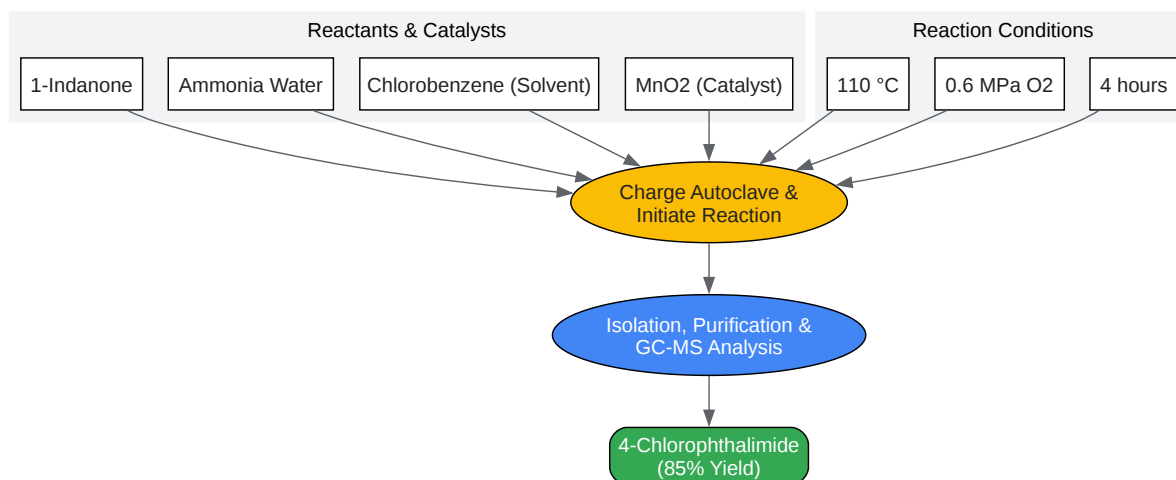 Reactants & Catalysts
Reaction Conditions
1-Indanone
Ammonia Water
Chlorobenzene (Solvent)
MnO2 (Catalyst)
110 °C
0.6 MPa O2
4 hours
Charge Autoclave &
Initiate Reaction
Isolation, Purification &
GC-MS Analysis
4-Chlorophthalimide
(85% Yield)